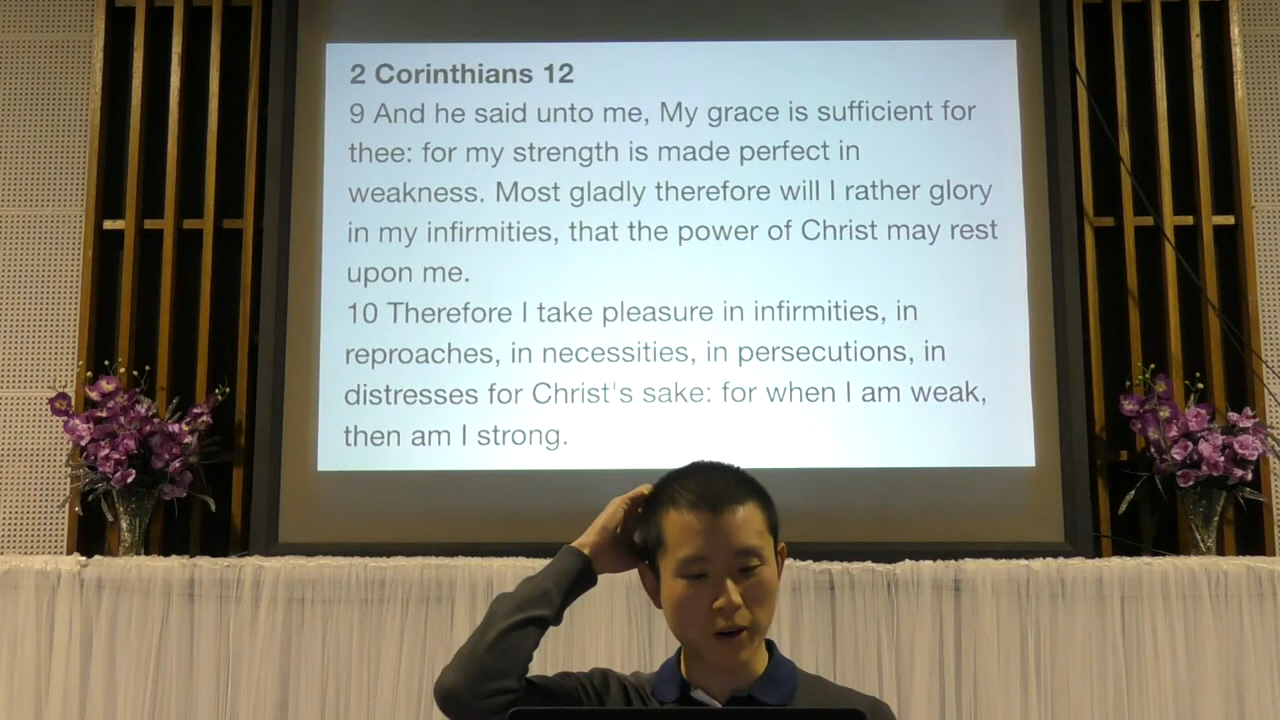 2 Corinthians 12
9 And he said unto me, My grace is sufficient for
thee: for my strength is made perfect in
weakness. Most gladly therefore will I rather glory
in my infirmities, that the power of Christ may rest
upon me.
10 Therefore I take pleasure in infirmities, in
reproaches, in necessities, in persecutions, in
distresses for Christ's sake: for when I am weak,
then am I strong.